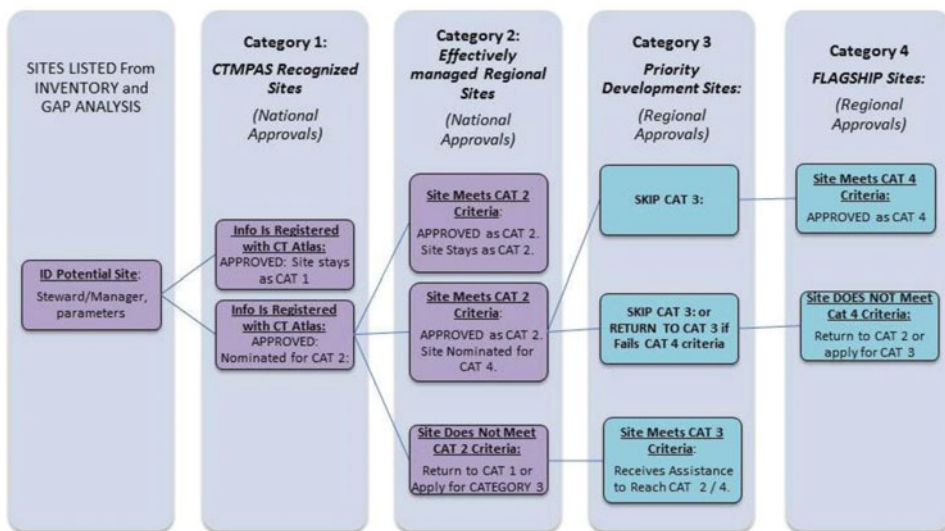 SITES LISTED From
INVENTORY and
GAP ANALYSIS
ID Potential Site:
Steward/Manager,
parameters
Category 1:
CTMPAS Recognized
Sites
(National
Approvals)
Info Is Registered
with CT Atlas:
APPROVED: Site stays
as CAT 1
Info Is Registered
with CT Atlas:
APPROVED:
Nominated for CAT 2:
Category 2:
Effectively
managed Regional
Sites
(National
Approvals)
Site Meets CAT 2
Criteria:
APPROVED as CAT 2.
Site Stays as CAT 2.
Site Meets CAT 2
Criteria:
APPROVED as CAT 2.
Site Nominated for
CAT 4.
Site Does Not Meet
CAT 2 Criteria:
Return to CAT 1 or
Apply for CATEGORY 3
Category 3
Priority
Development Sites:
(Regional
Approvals)
SKIP CAT 3:
SKIP CAT 3: or
RETURN TO CAT 3 if
Fails CAT 4 criteria
Site Meets CAT 3
Criteria:
Receives Assistance
to Reach CAT 2 / 4.
Category 4
FLAGSHIP Sites:
(Regional
Approvals)
Site Meets CAT 4
Criteria:
APPROVED as CAT 4
Site DOES NOT Meet
Cat 4 Criteria:
Return to CAT 2 or
apply for CAT 3